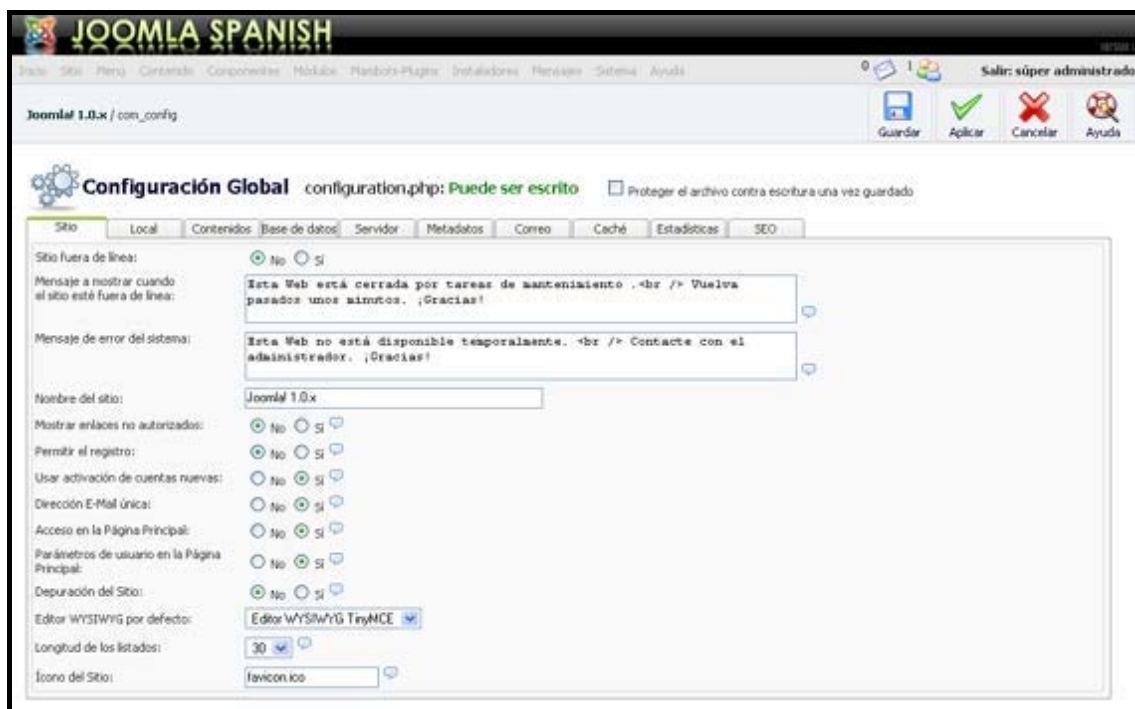 JOOMLA SPANISH
Inicio Sitio Menú Contenido Componentes Módulos Mambots-Plugins Instaladores Mensajes Sistema Ayuda 0 1 Salir: súper administrado
Joomla! 1.0.x / com_config Guardar Aplicar Cancelar Ayuda
Configuración Global configuration.php: Puede ser escrito Proteger el archivo contra escritura una vez guardado
Sitio Local Contenidos Base de datos Servidor Metadatos Correo Caché Estadísticas SEO
Sitio fuera de línea: No Sí
Mensaje a mostrar cuando
el sitio esté fuera de línea:
Esta Web está cerrada por tareas de mantenimiento .<br /> Vuelva
pasados unos minutos. ¡Gracias!
Mensaje de error del sistema:
Esta Web no está disponible temporalmente. <br /> Contacte con el
administrador. ¡Gracias!
Nombre del sitio: Joomla! 1.0.x
Mostrar enlaces no autorizados: No Sí
Permitir el registro: No Sí
Usar activación de cuentas nuevas: No Sí
Dirección E-Mail única: No Sí
Acceso en la Página Principal: No Sí
Parámetros de usuario en la Página
Principal: No Sí
Depuración del Sitio: No Sí
Editor WYSIWYG por defecto: Editor WYSIWYG TinyMCE
Longitud de los listados: 30
Ícono del Sitio: favicon.ico